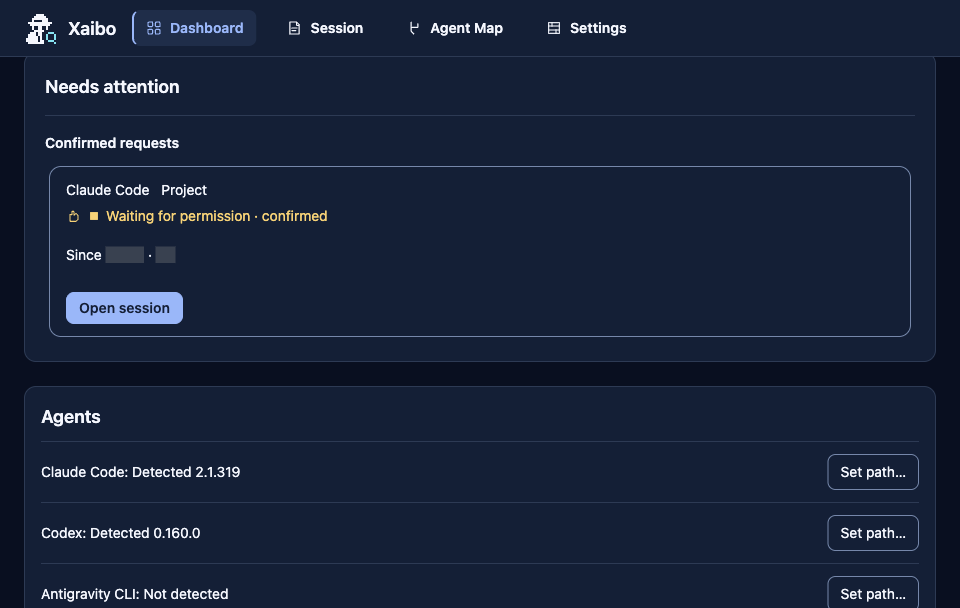 Xaibo
Dashboard
Session
Agent Map
Settings
Needs attention
Confirmed requests
Claude Code Project
Waiting for permission · confirmed
Since ·
Open session
Agents
Claude Code: Detected 2.1.319
Set path...
Codex: Detected 0.160.0
Set path...
Antigravity CLI: Not detected
Set path...